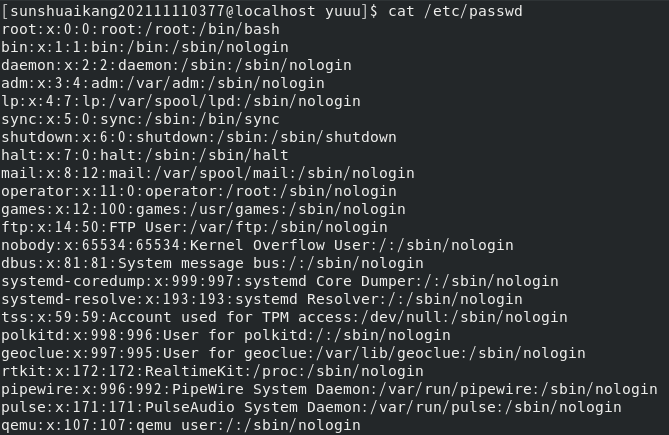 [sunshuaikang202111110377@localhost yuuu]$ cat /etc/passwd
root:x:0:0:root:/root:/bin/bash
bin:x:1:1:bin:/bin:/sbin/nologin
daemon:x:2:2:daemon:/sbin:/sbin/nologin
adm:x:3:4:adm:/var/adm:/sbin/nologin
lp:x:4:7:lp:/var/spool/lpd:/sbin/nologin
sync:x:5:0:sync:/sbin:/bin/sync
shutdown:x:6:0:shutdown:/sbin:/sbin/shutdown
halt:x:7:0:halt:/sbin:/sbin/halt
mail:x:8:12:mail:/var/spool/mail:/sbin/nologin
operator:x:11:0:operator:/root:/sbin/nologin
games:x:12:100:games:/usr/games:/sbin/nologin
ftp:x:14:50:FTP User:/var/ftp:/sbin/nologin
nobody:x:65534:65534:Kernel Overflow User:/:/sbin/nologin
dbus:x:81:81:System message bus:/:/sbin/nologin
systemd-coredump:x:999:997:systemd Core Dumper:/:/sbin/nologin
systemd-resolve:x:193:193:systemd Resolver:/:/sbin/nologin
tss:x:59:59:Account used for TPM access:/dev/null:/sbin/nologin
polkitd:x:998:996:User for polkitd:/:/sbin/nologin
geoclue:x:997:995:User for geoclue:/var/lib/geoclue:/sbin/nologin
rtkit:x:172:172:RealtimeKit:/proc:/sbin/nologin
pipewire:x:996:992:PipeWire System Daemon:/var/run/pipewire:/sbin/nologin
pulse:x:171:171:PulseAudio System Daemon:/var/run/pulse:/sbin/nologin
qemu:x:107:107:qemu user:/:/sbin/nologin